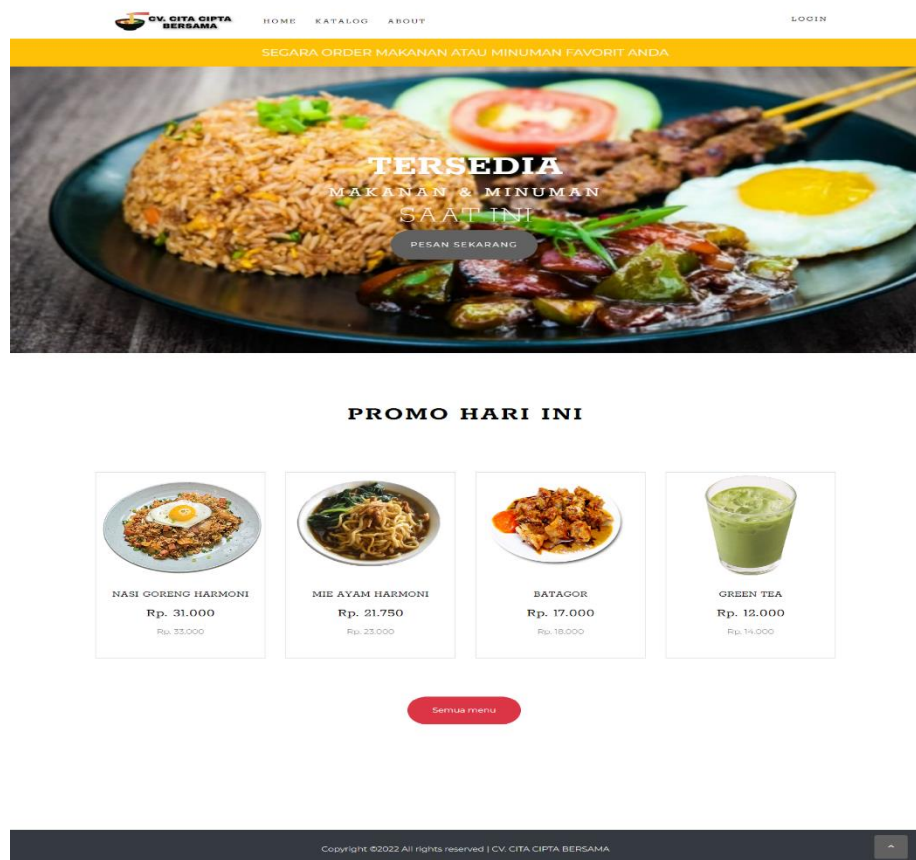 CV. CITA CIPTA
BERSAMA
HOME KATALOG ABOUT
LOGIN
SEGARA ORDER MAKANAN ATAU MINUMAN FAVORIT ANDA
TERSEDIA
MAKANAN & MINUMAN
SAAT INI
PESAN SEKARANG
PROMO HARI INI
NASI GORENG HARMONI
Rp. 31.000
Rp. 33.000
MIE AYAM HARMONI
Rp. 21.750
Rp. 23.000
BATAGOR
Rp. 17.000
Rp. 18.000
GREEN TEA
Rp. 12.000
Rp. 14.000
Semua menu
Copyright ©2022 All rights reserved | CV. CITA CIPTA BERSAMA